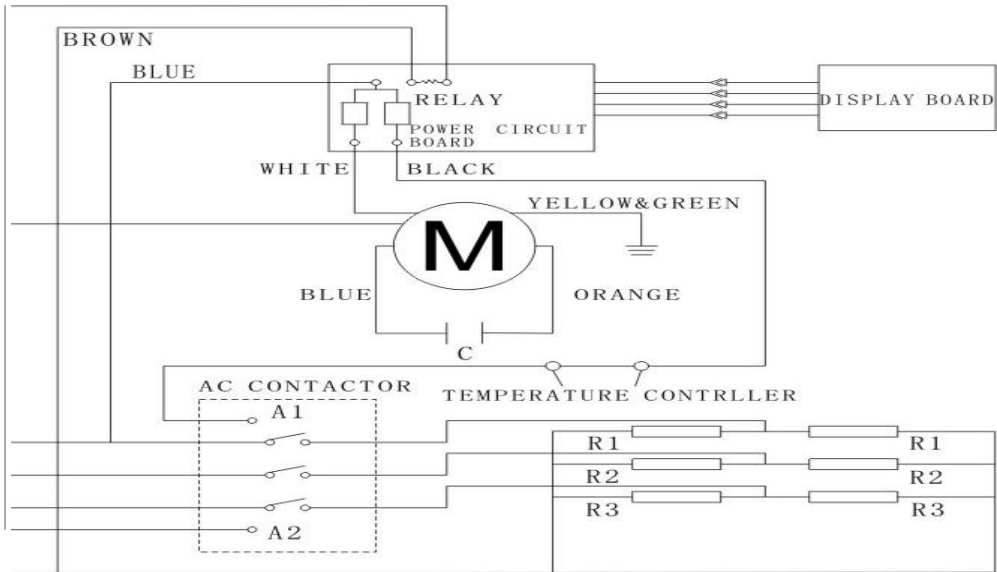 BROWN
BLUE
RELAY
POWER CIRCUIT
BOARD
DISPLAY BOARD
WHITE
BLACK
YELLOW&GREEN
M
BLUE
ORANGE
C
AC CONTACTOR
TEMPERATURE CONTRLLER
A1
R1
R1
R2
R2
R3
R3
A2